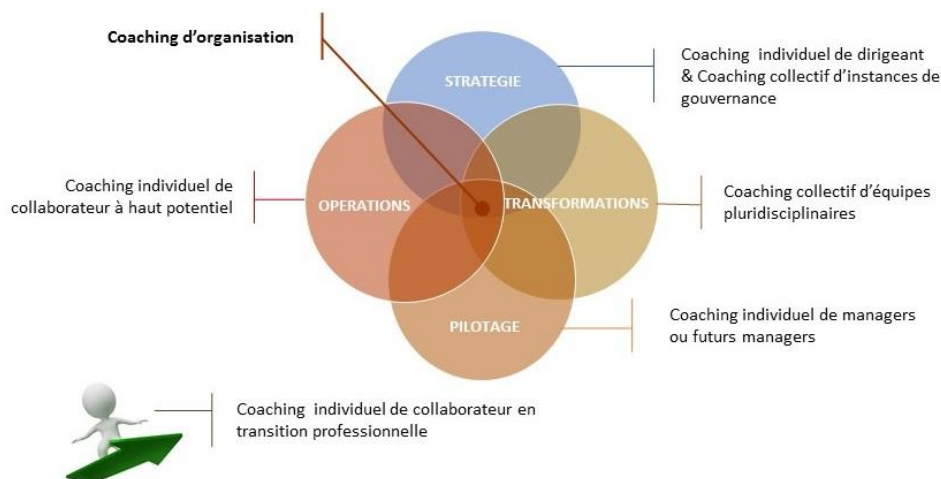 Coaching d'organisation
STRATEGIE
Coaching individuel de dirigeant
& Coaching collectif d'instances de
gouvernance
Coaching individuel de
collaborateur à haut potentiel
OPERATIONS
TRANSFORMATIONS
Coaching collectif d'équipes
pluridisciplinaires
PILOTAGE
Coaching individuel de managers
ou futurs managers
Coaching individuel de collaborateur en
transition professionnelle